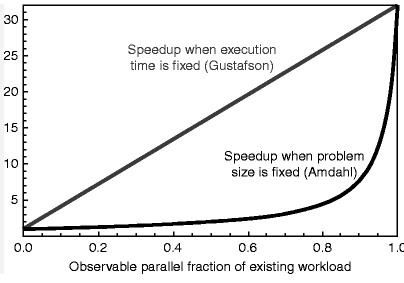 30
25
20
15
10
5
Speedup when execution
time is fixed (Gustafson)
Speedup when problem
size is fixed (Amdahl)
0.0 0.2 0.4 0.6 0.8 1.0
Observable parallel fraction of existing workload